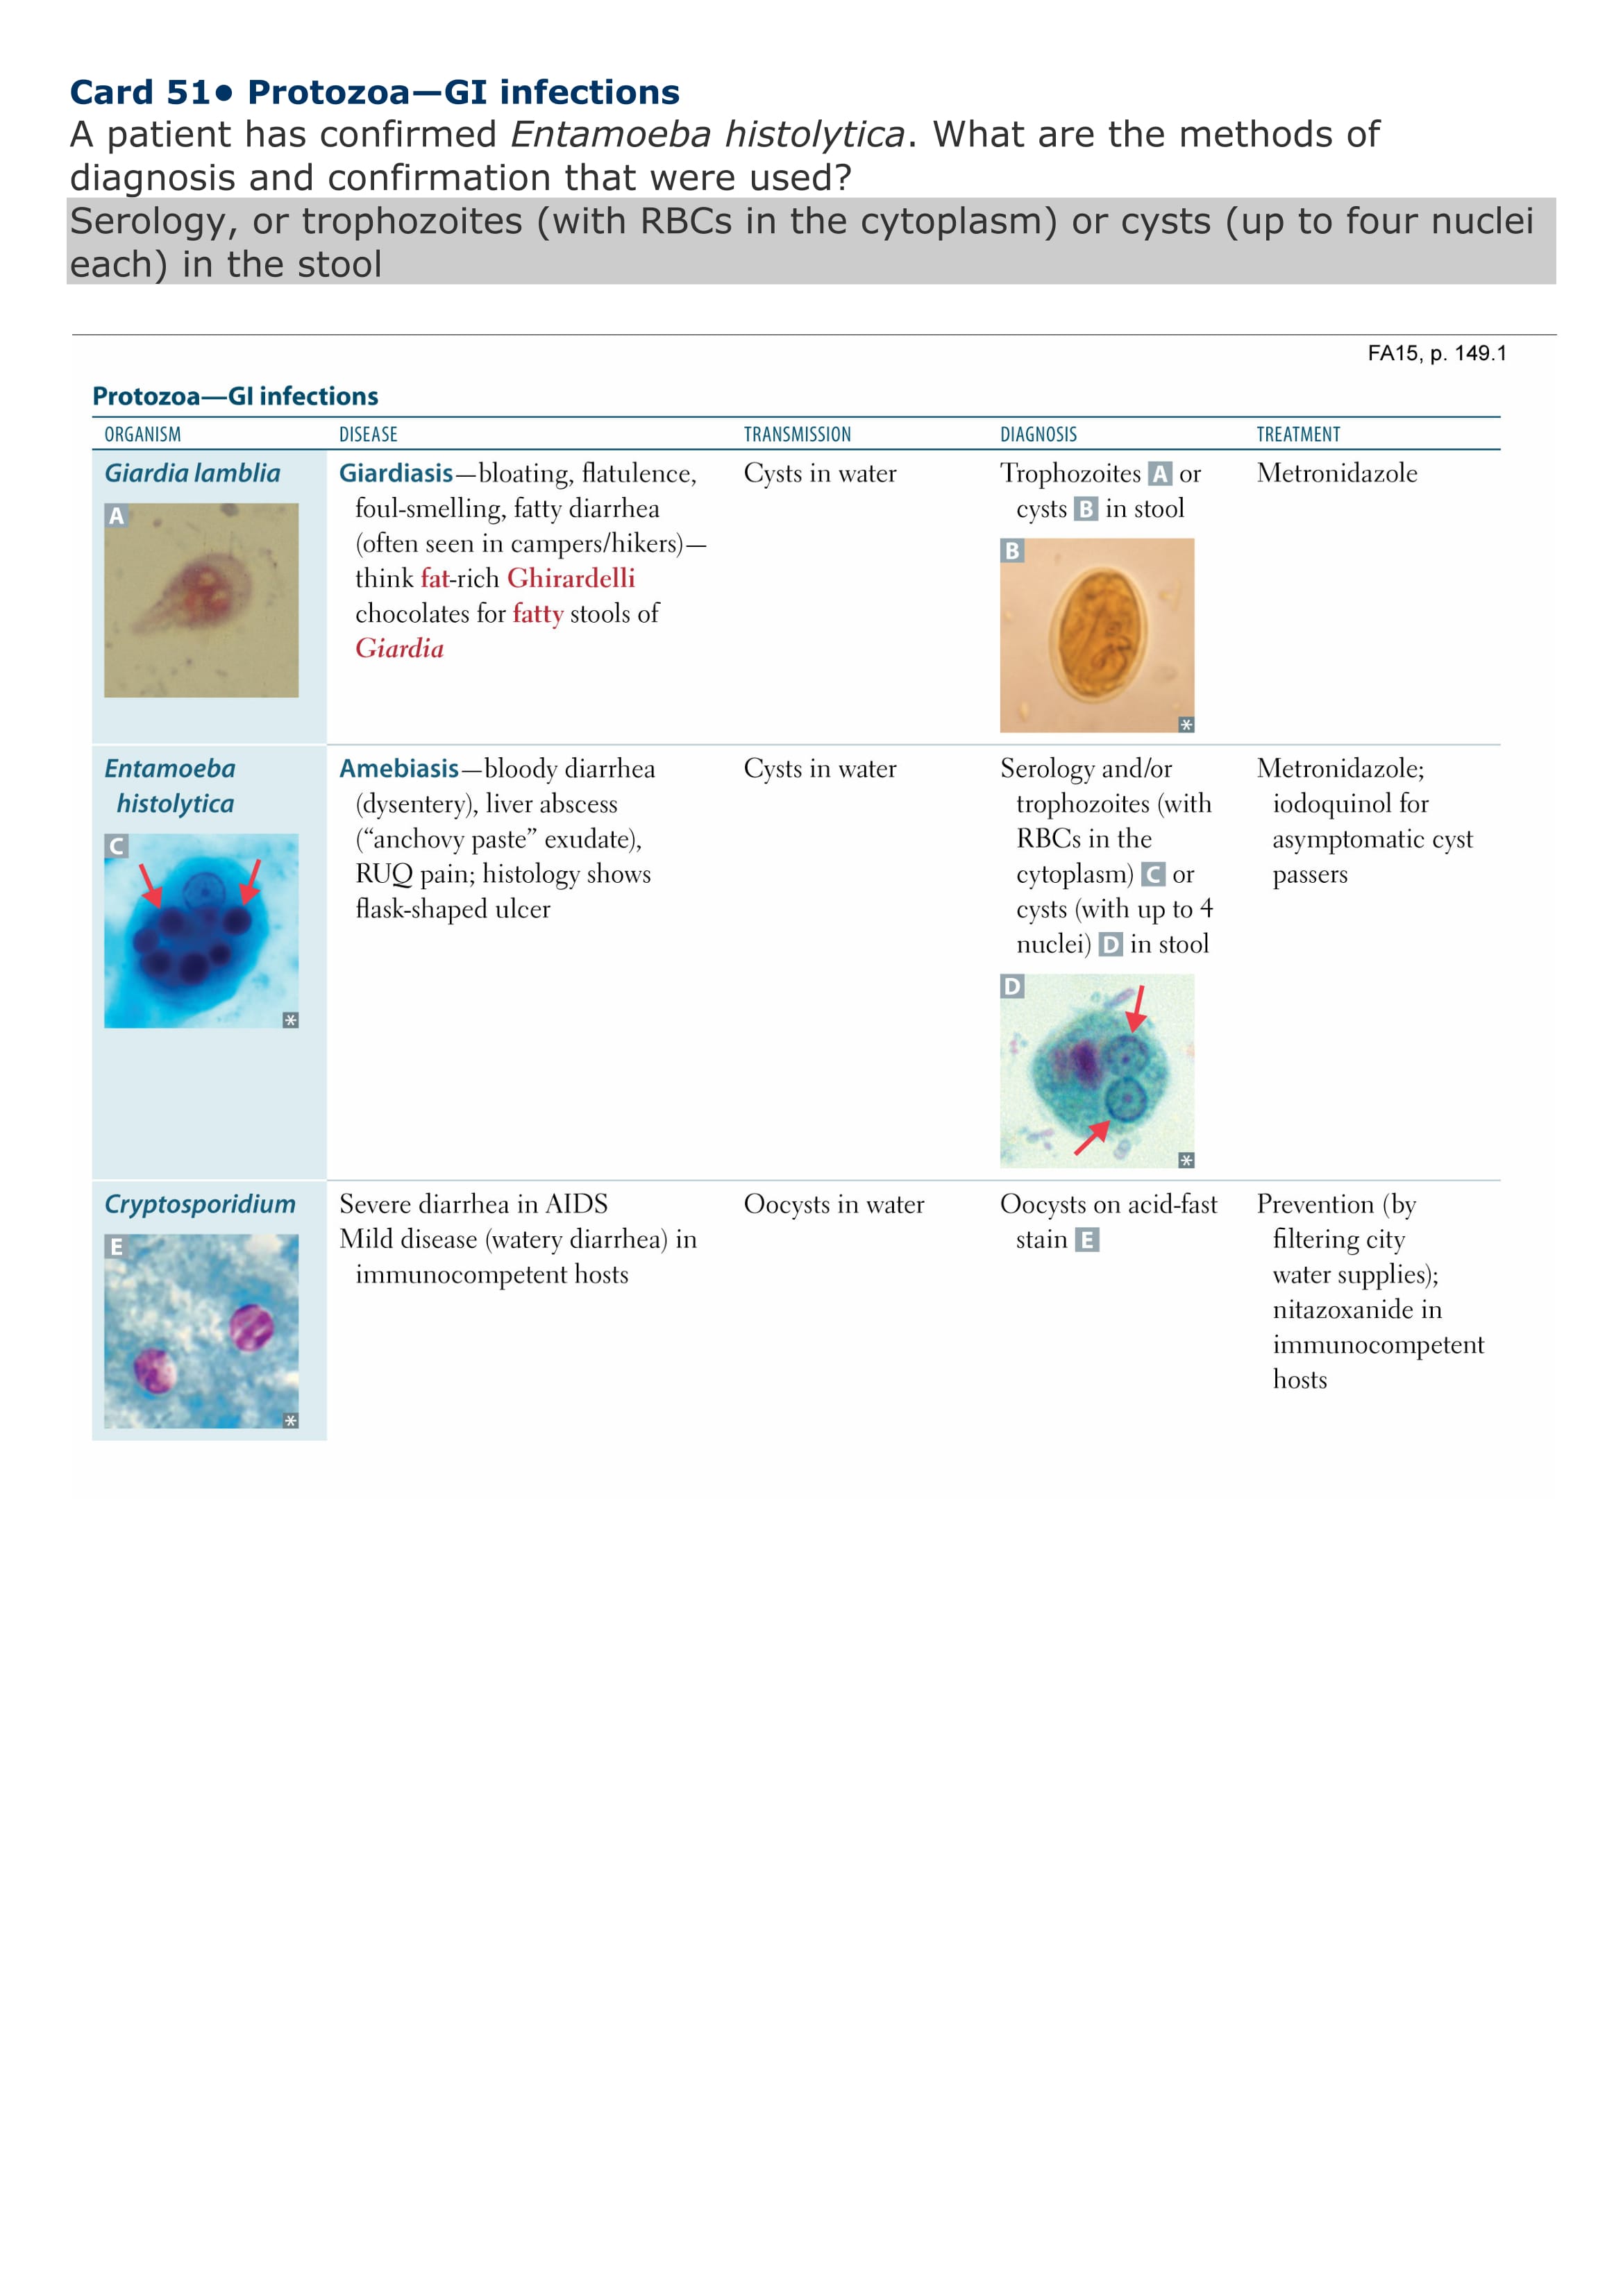 Card 51● Protozoa—GI infections
A patient has confirmed Entamoeba histolytica. What are the methods of
diagnosis and confirmation that were used?
Serology, or trophozoites (with RBCs in the cytoplasm) or cysts (up to four nuclei
each) in the stool
FA15, p. 149.1
Protozoa—GI infections
ORGANISM DISEASE TRANSMISSION DIAGNOSIS TREATMENT
Giardia lamblia
A
Giardiasis—bloating, flatulence,
foul-smelling, fatty diarrhea
(often seen in campers/hikers)—
think fat-rich Ghirardelli
chocolates for fatty stools of
Giardia
Cysts in water
Trophozoites A or
cysts B in stool
B
*
Metronidazole
Entamoeba
histolytica
C
*
Amebiasis—bloody diarrhea
(dysentery), liver abscess
(“anchovy paste” exudate),
RUQ pain; histology shows
flask-shaped ulcer
Cysts in water
Serology and/or
trophozoites (with
RBCs in the
cytoplasm) C or
cysts (with up to 4
nuclei) D in stool
D
*
Metronidazole;
iodoquinol for
asymptomatic cyst
passers
Cryptosporidium
E
*
Severe diarrhea in AIDS
Mild disease (watery diarrhea) in
immunocompetent hosts
Oocysts in water
Oocysts on acid-fast
stain E
Prevention (by
filtering city
water supplies);
nitazoxanide in
immunocompetent
hosts